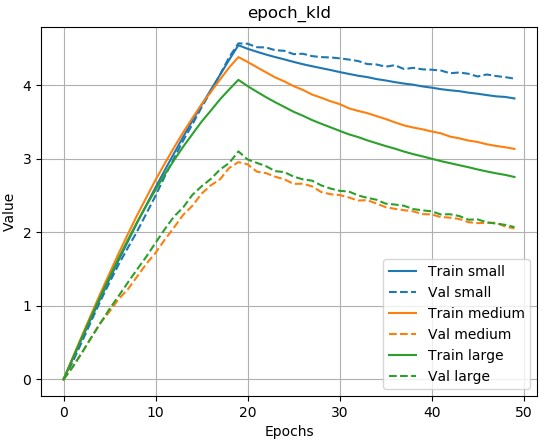 epoch_kld
Value
4
3
2
1
0
0 10 20 30 40 50
Epochs
Train small
Val small
Train medium
Val medium
Train large
Val large